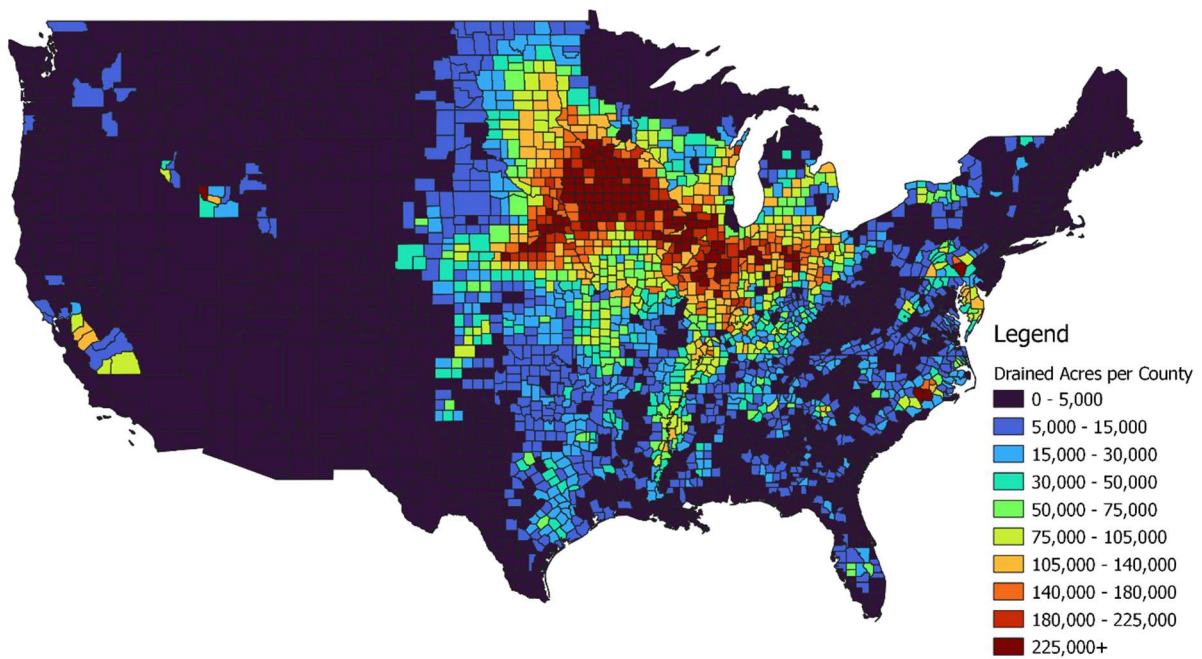 Legend
Drained Acres per County
0 - 5,000
5,000 - 15,000
15,000 - 30,000
30,000 - 50,000
50,000 - 75,000
75,000 - 105,000
105,000 - 140,000
140,000 - 180,000
180,000 - 225,000
225,000+